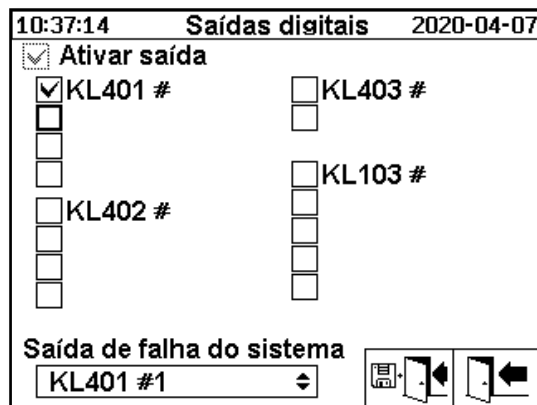 10:37:14 Saídas digitais 2020-04-07
Ativar saída
KL401 # KL403 #
KL103 #
KL402 #
Saída de falha do sistema
KL401 #1